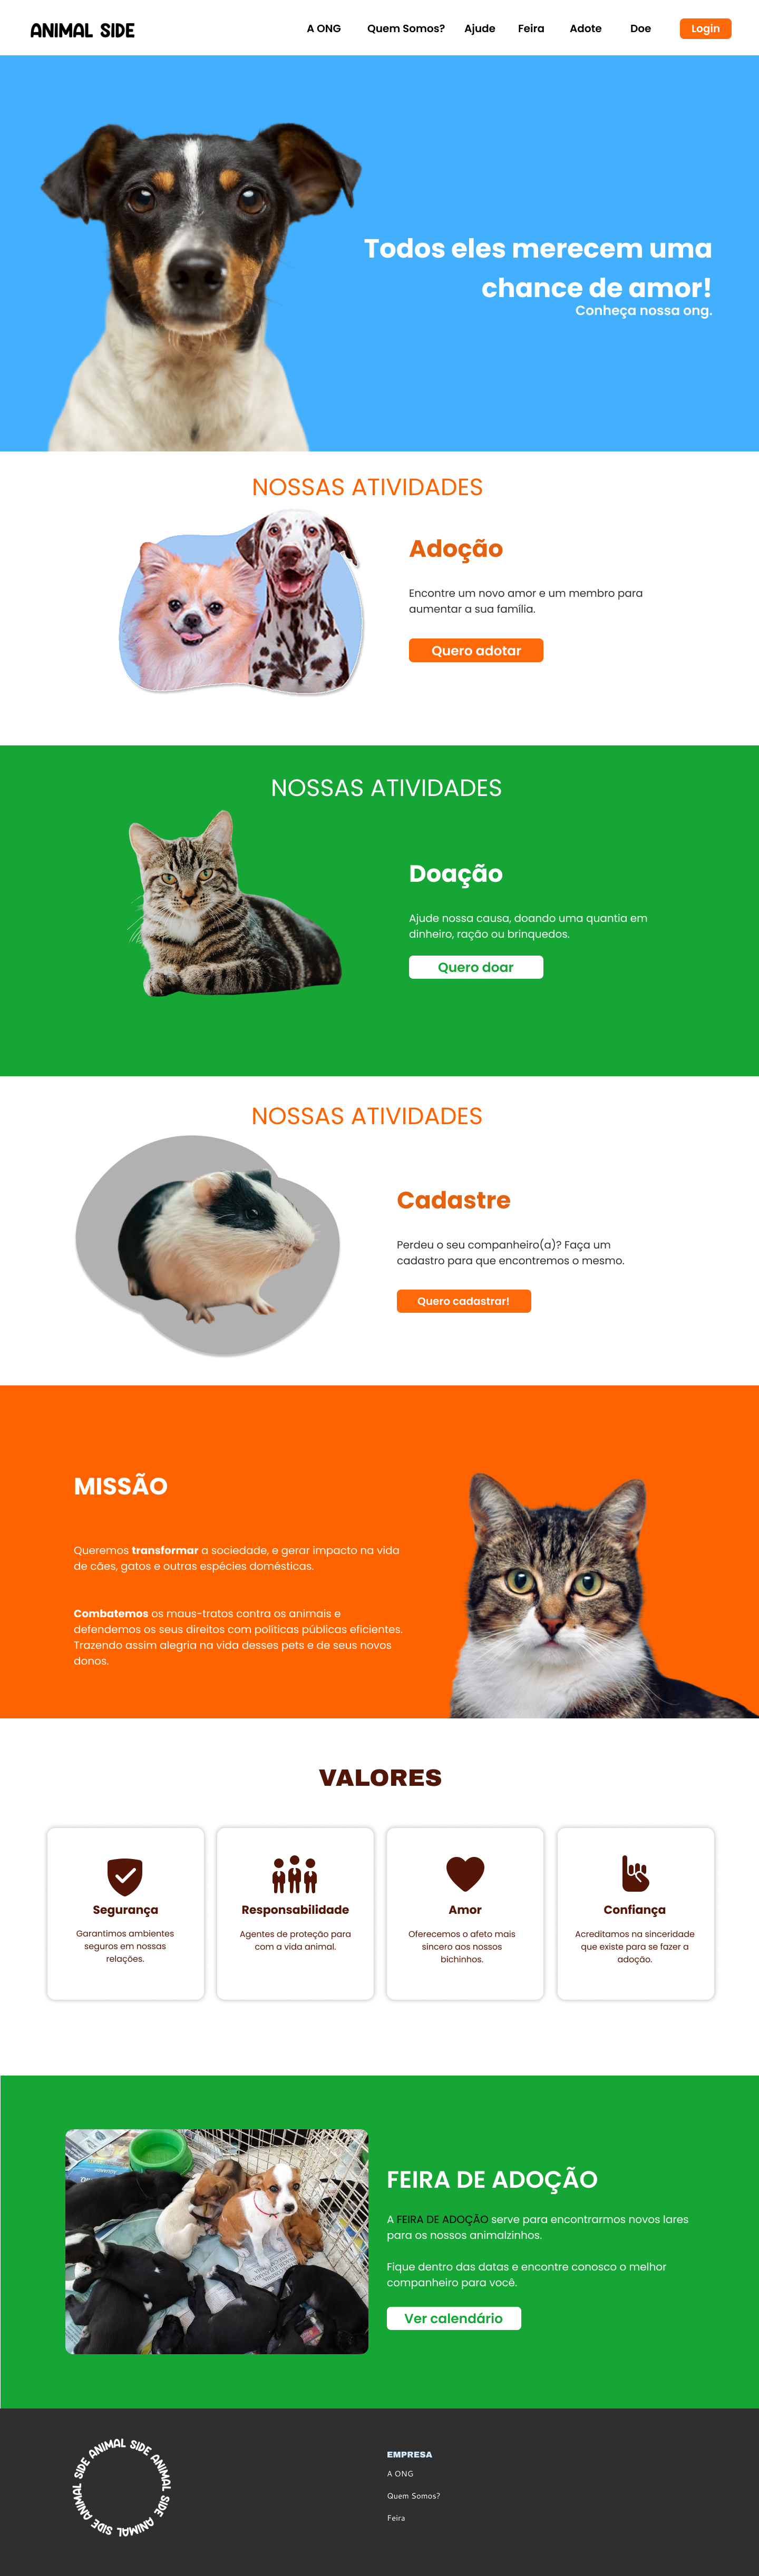 ANIMAL SIDE
A ONG Quem Somos? Ajude Feira Adote Doe Login
Todos eles merecem uma
chance de amor!
Conheça nossa ong.
NOSSAS ATIVIDADES
Adoção
Encontre um novo amor e um membro para
aumentar a sua família.
Quero adotar
NOSSAS ATIVIDADES
Doação
Ajude nossa causa, doando uma quantia em
dinheiro, ração ou brinquedos.
Quero doar
NOSSAS ATIVIDADES
Cadastre
Perdeu o seu companheiro(a)? Faça um
cadastro para que encontremos o mesmo.
Quero cadastrar!
MISSÃO
Queremos transformar a sociedade, e gerar impacto na vida
de cães, gatos e outras espécies domésticas.
Combatemos os maus-tratos contra os animais e
defendemos os seus direitos com políticas públicas eficientes.
Trazendo assim alegria na vida desses pets e de seus novos
donos.
VALORES
Segurança
Garantimos ambientes
seguros em nossas
relações.
Responsabilidade
Agentes de proteção para
com a vida animal.
Amor
Oferecemos o afeto mais
sincero aos nossos
bichinhos.
Confiança
Acreditamos na sinceridade
que existe para se fazer a
adoção.
FEIRA DE ADOÇÃO
A FEIRA DE ADOÇÃO serve para encontrarmos novos lares
para os nossos animalzinhos.
Fique dentro das datas e encontre conosco o melhor
companheiro para você.
Ver calendário
ANIMAL SIDE ANIMAL SIDE ANIMAL SIDE
EMPRESA
A ONG
Quem Somos?
Feira